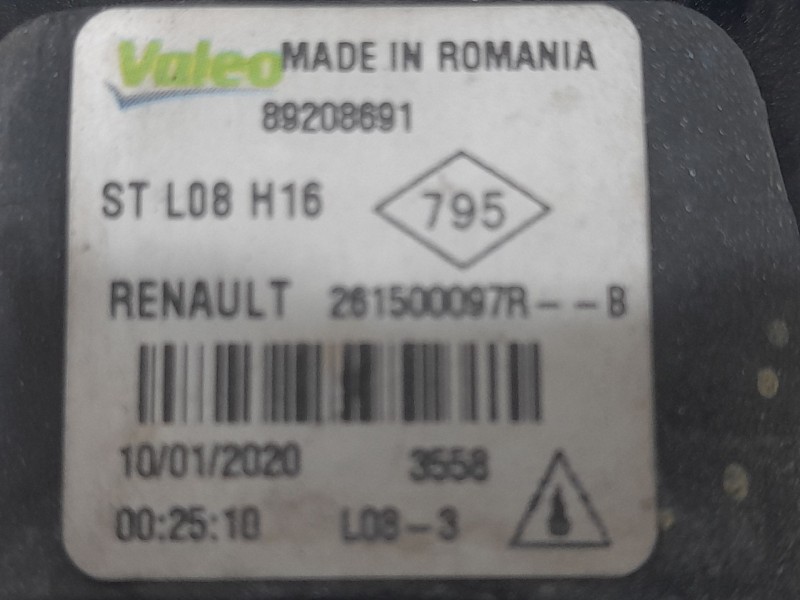 Valeo MADE IN ROMANIA
89208691
ST L08 H16 795
RENAULT 261500097R--B
10/01/2020 3558
00:25:10 L08-3